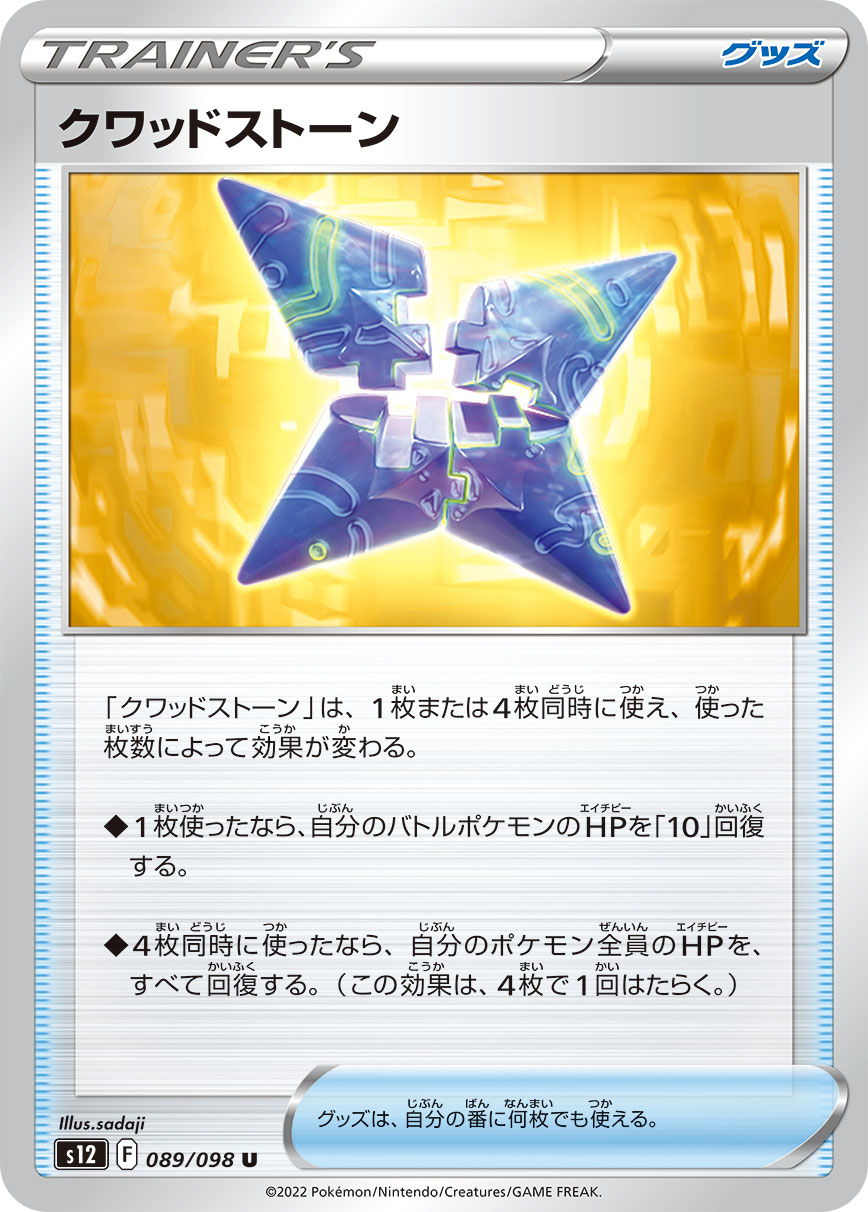 TRAINER'S
グッズ
クワッドストーン
「クワッドストーン」は、1枚または4枚同時に使え、使った
枚数によって効果が変わる。
◆1枚使ったなら、自分のバトルポケモンのHPを「10」回復
する。
◆4枚同時に使ったなら、自分のポケモン全員のHPを、
すべて回復する。（この効果は、4枚で1回はたらく。）
グッズは、自分の番に何枚でも使える。
Illus.sadaji
s12 F 089/098 U
©2022 Pokémon/Nintendo/Creatures/GAME FREAK.